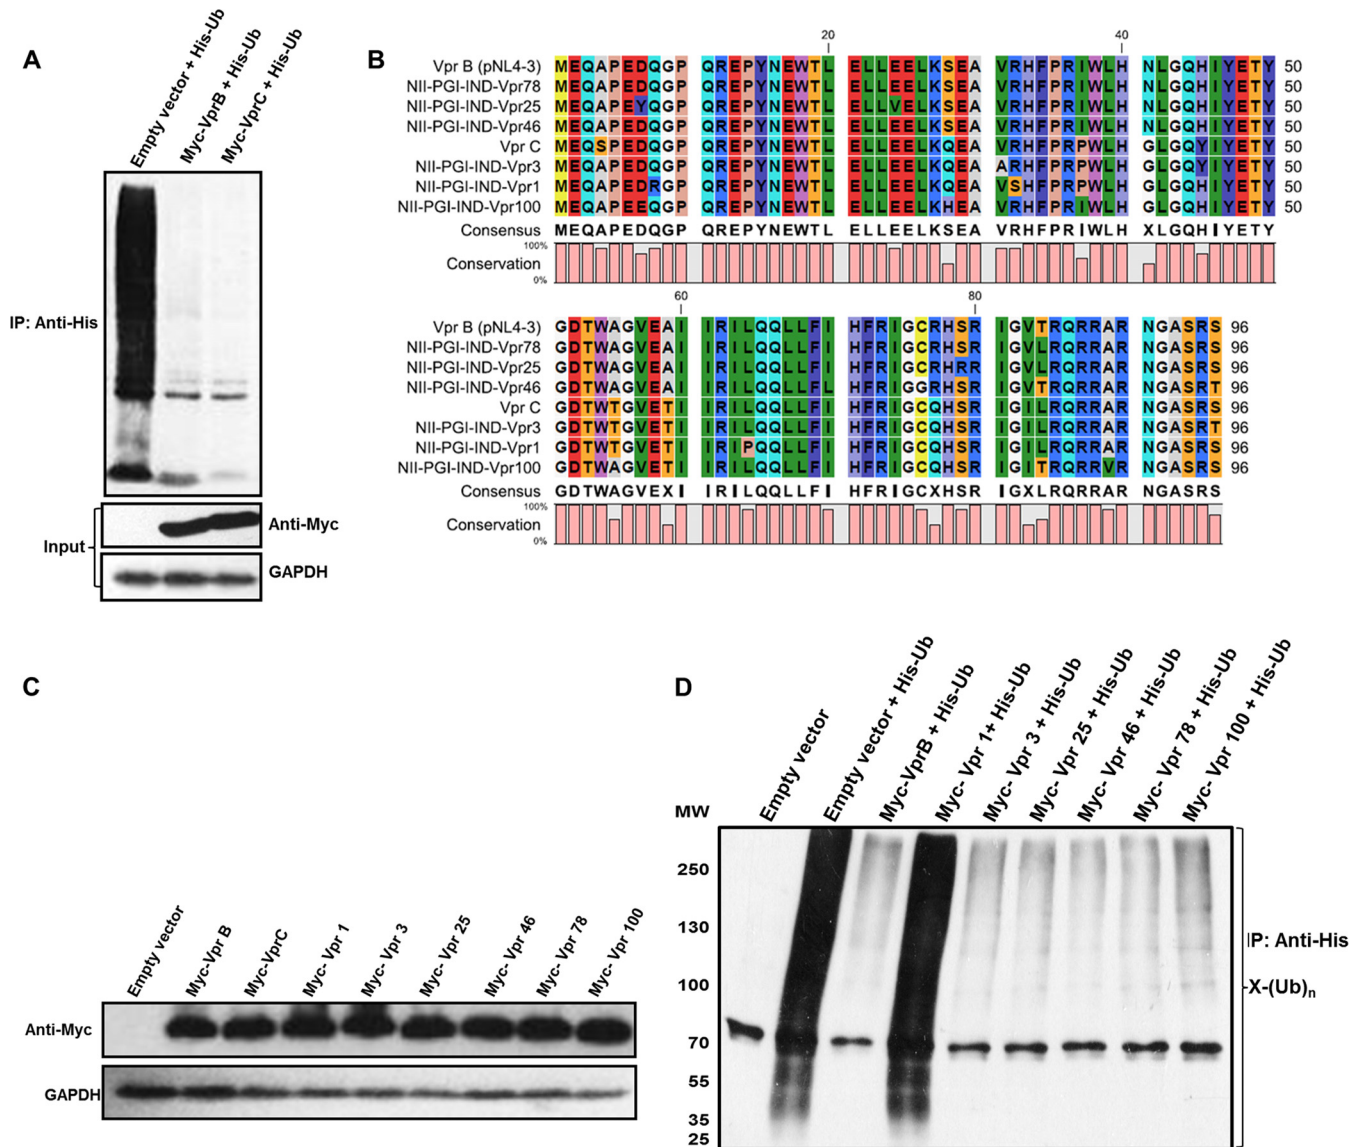 A
Empty vector + His-Ub
Myc-VprB + His-Ub
Myc-VprC + His-Ub
IP: Anti-His
Input
Anti-Myc
GAPDH
B
20 40
Vpr B (pNL4-3) MEQAPEDQGP QREPYNEWTL ELLEELKSEA VRHFPRIWLH NLGQHIYETY 50
NII-PGI-IND-Vpr78 MEQAPEDQGP QREPYNEWTL ELLEELKSEA VRHFPRIWLH NLGQHIYETY 50
NII-PGI-IND-Vpr25 MEQAPEYQGP QREPYNEWTL ELLVELKSEA VRHFPRIWLH NLGQHIYETY 50
NII-PGI-IND-Vpr46 MEQAPEDQGP QREPYNEWTL ELLEELKSEA VRHFPRIWLH NLGQHIYETY 50
Vpr C MEQSPEDQGP QREPYNEWTL ELLEELKQEA VRHFPRPWLH GLGQYIYETY 50
NII-PGI-IND-Vpr3 MEQAPEDQGP QREPYNEWTL ELLEELKHEA ARHFPRPWLH GLGQYIYETY 50
NII-PGI-IND-Vpr1 MEQAPEDRGP QREPYNEWTL ELLEELKQEA VSHFPRPWLH GLGQHIYETY 50
NII-PGI-IND-Vpr100 MEQAPEDQGP QREPYNEWTL ELLEELKHEA VRHFPRIWLH GLGQHIYETY 50
Consensus MEQAPEDQGP QREPYNEWTL ELLEELKSEA VRHFPRIWLH XLGQHIYETY
100%
Conservation
0%
60 80
Vpr B (pNL4-3) GDTWAGVEAI IRILQQLLFI HFRIGCRHSR IGVTRQRRAR NGASRS 96
NII-PGI-IND-Vpr78 GDTWAGVEAI IRILQQLLFI HFRIGCRHSR IGVLRQRRAR NGASRS 96
NII-PGI-IND-Vpr25 GDTWAGVEAI IRILQQLLFI HFRIGCRHRR IGVLRQRRAR NGASRS 96
NII-PGI-IND-Vpr46 GDTWAGVEAI IRILQQLLFL HFRIGGRHSR IGVTRQRRAR NGASRT 96
Vpr C GDTWTGVETI IRILQQLLFI HFRIGCQHSR IGILRQRRAR NGASRS 96
NII-PGI-IND-Vpr3 GDTWTGVETI IRILQQLLFI HFRIGCQHSR IGILRQRRAR NGASRT 96
NII-PGI-IND-Vpr1 GDTWTGVETI IRIPQQLLFI HFRIGCQHSR IGILRQRRAR NGASRS 96
NII-PGI-IND-Vpr100 GDTWAGVETI IRILQQLLFI HFRIGCQHSR IGITRQRRVR NGASRS 96
Consensus GDTWAGVEXI IRILQQLLFI HFRIGCXHSR IGXLRQRRAR NGASRS
100%
Conservation
0%
C
Empty vector
Myc-Vpr B
Myc-VprC
Myc- Vpr 1
Myc- Vpr 3
Myc- Vpr 25
Myc- Vpr 46
Myc- Vpr 78
Myc- Vpr 100
Anti-Myc
GAPDH
D
Empty vector
Empty vector + His-Ub
Myc-VprB + His-Ub
Myc- Vpr 1+ His-Ub
Myc- Vpr 3 + His-Ub
Myc- Vpr 25 + His-Ub
Myc- Vpr 46 + His-Ub
Myc- Vpr 78 + His-Ub
Myc- Vpr 100 + His-Ub
MW
250
130
100
70
55
35
25
IP: Anti-His
X-(Ub)n